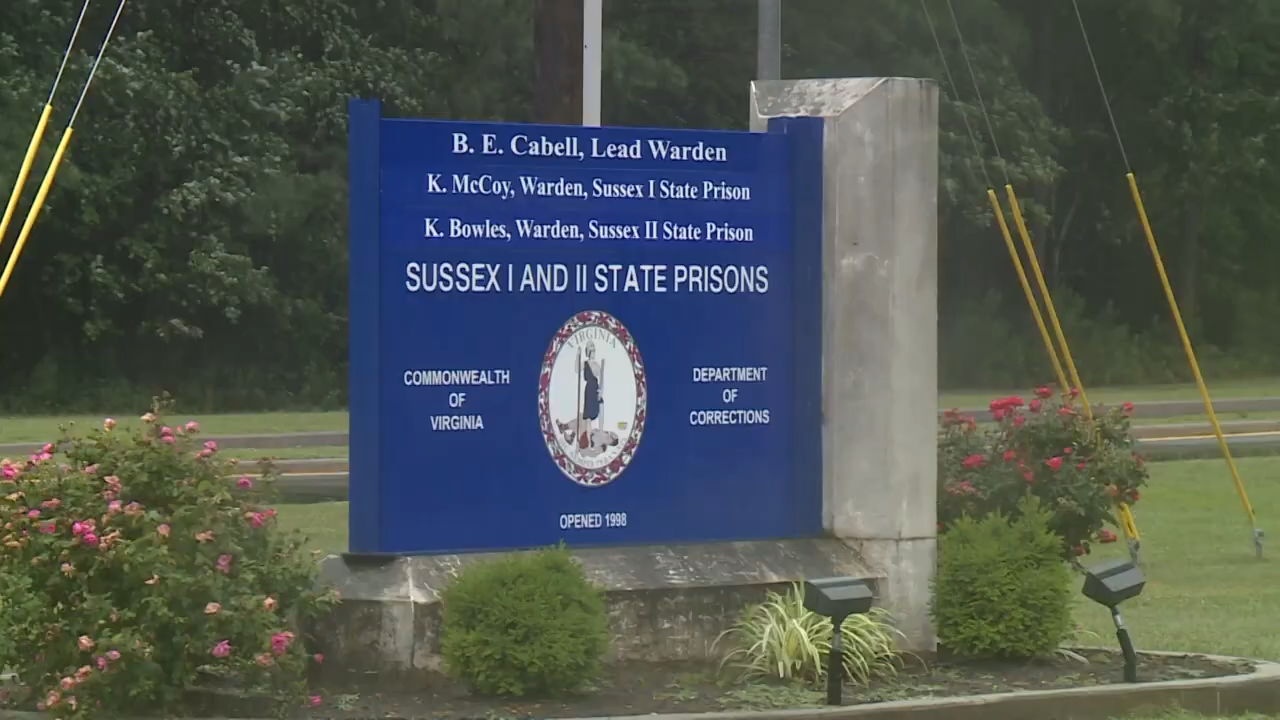 B. E. Cabell, Lead Warden
K. McCoy, Warden, Sussex I State Prison
K. Bowles, Warden, Sussex II State Prison
SUSSEX I AND II STATE PRISONS
VIRGINIA
COMMONWEALTH
OF
VIRGINIA
DEPARTMENT
OF
CORRECTIONS
OPENED 1998